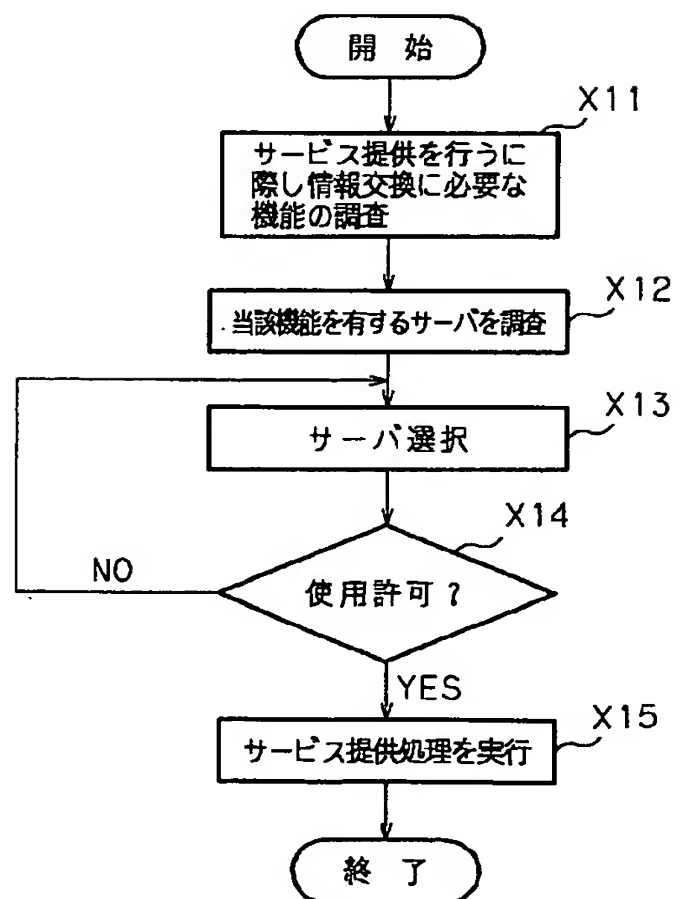 開始
X11
サービス提供を行うに
際し情報交換に必要な
機能の調査
X12
当該機能を有するサーバを調査
X13
サーバ選択
X14
使用許可?
NO
YES
X15
サービス提供処理を実行
終了